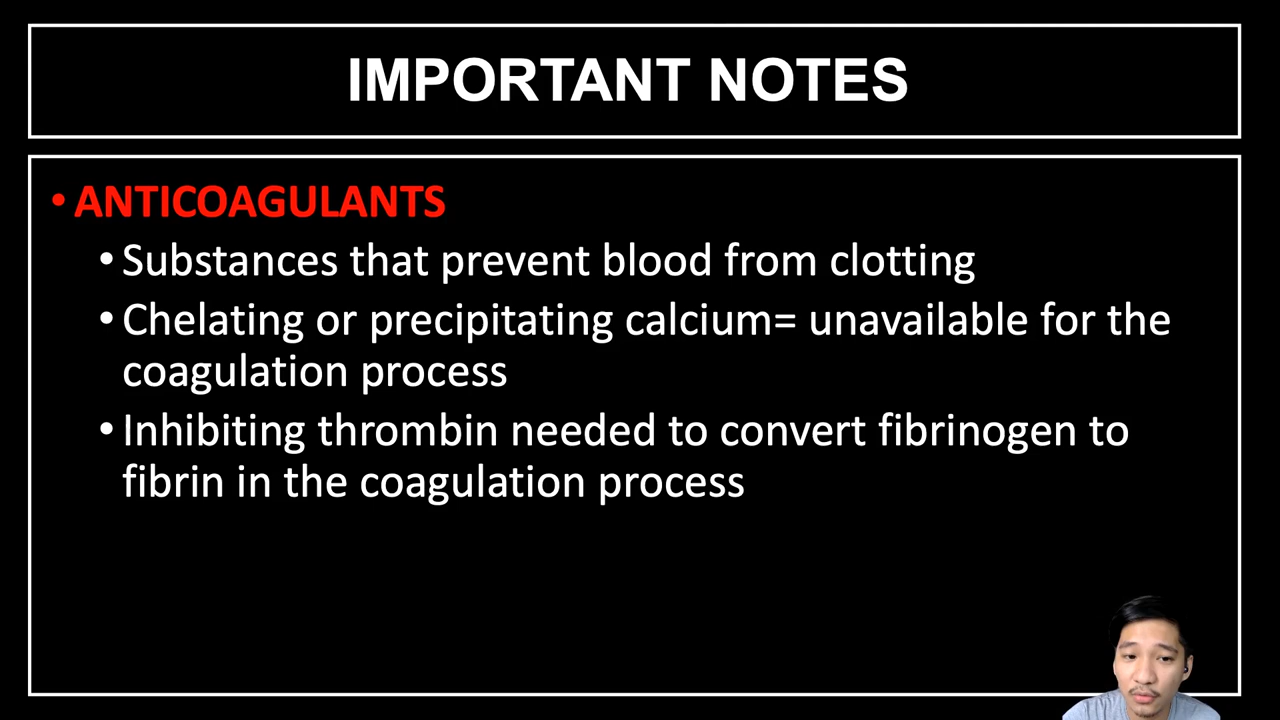 IMPORTANT NOTES
• ANTICOAGULANTS
• Substances that prevent blood from clotting
• Chelating or precipitating calcium= unavailable for the
coagulation process
• Inhibiting thrombin needed to convert fibrinogen to
fibrin in the coagulation process